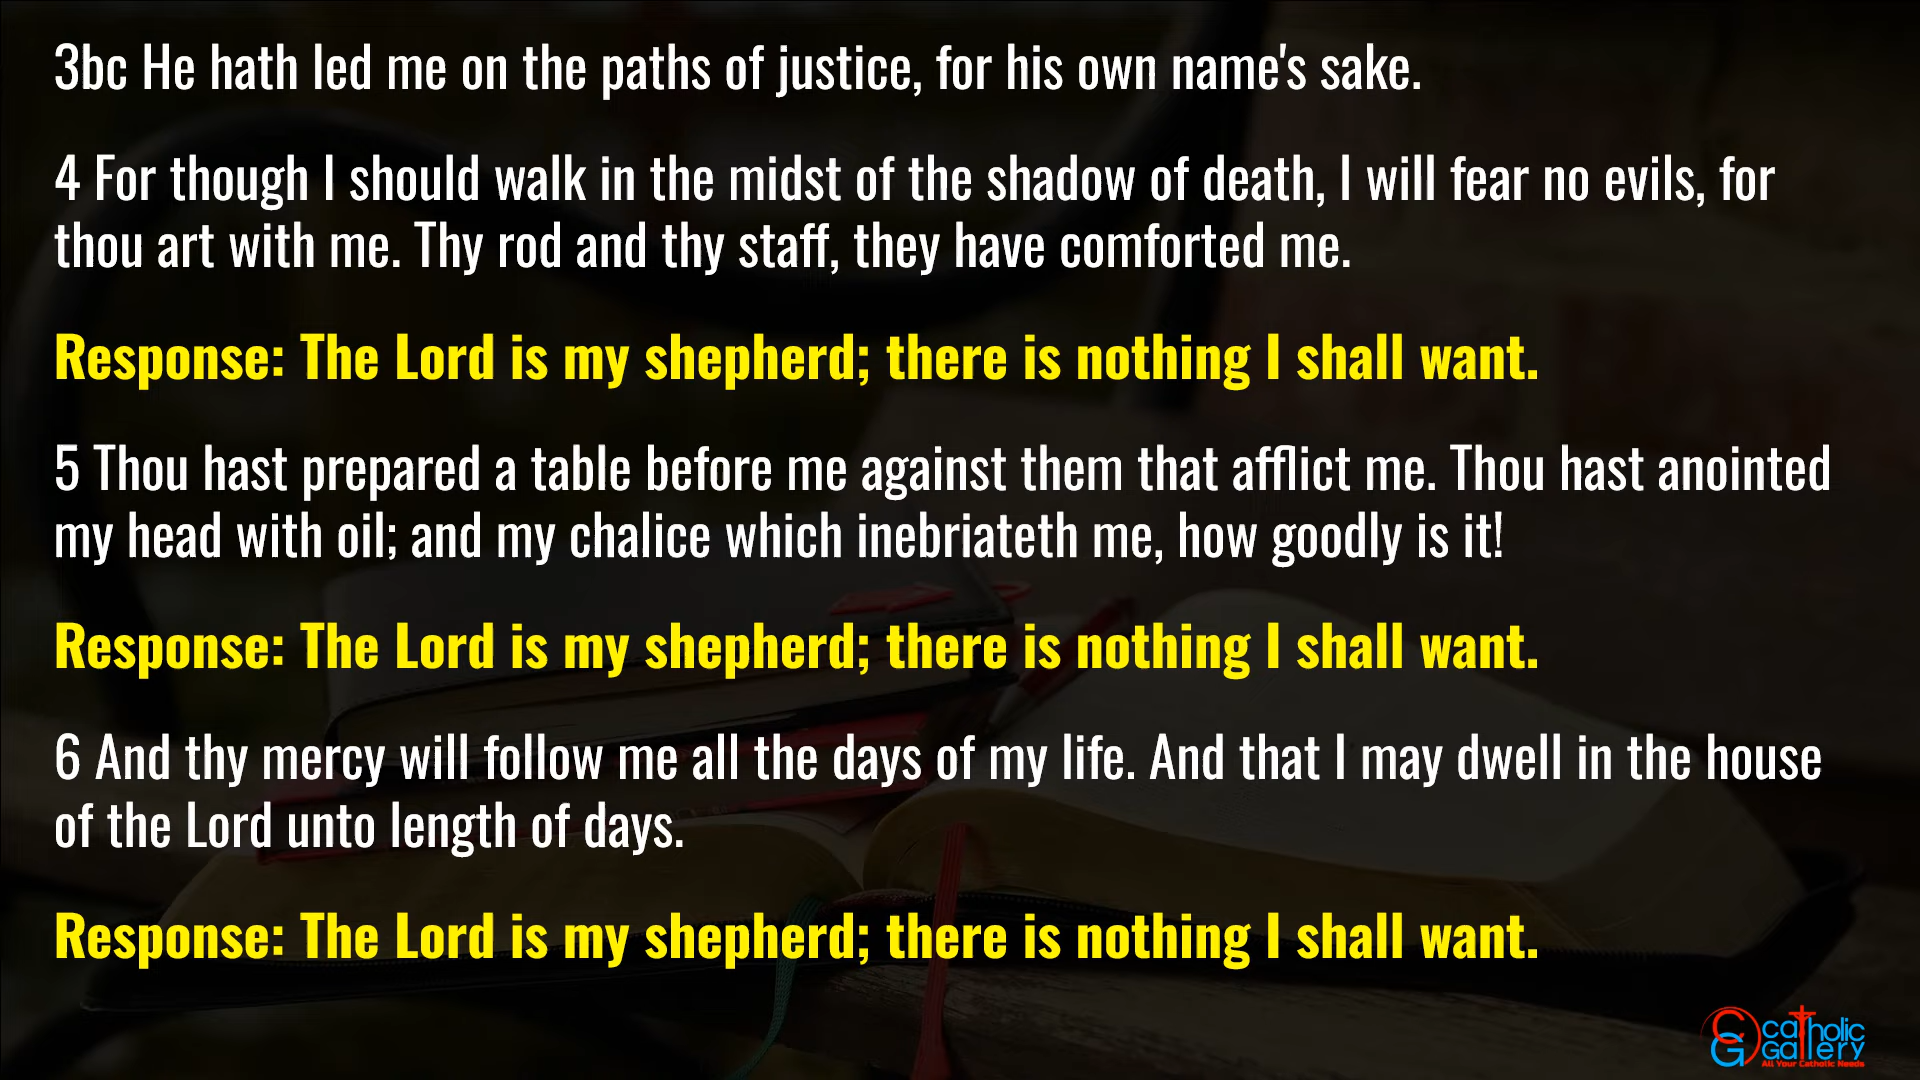 3bc He hath led me on the paths of justice, for his own name's sake.
4 For though I should walk in the midst of the shadow of death, I will fear no evils, for
thou art with me. Thy rod and thy staff, they have comforted me.
Response: The Lord is my shepherd; there is nothing I shall want.
5 Thou hast prepared a table before me against them that afflict me. Thou hast anointed
my head with oil; and my chalice which inebriateth me, how goodly is it!
Response: The Lord is my shepherd; there is nothing I shall want.
6 And thy mercy will follow me all the days of my life. And that I may dwell in the house
of the Lord unto length of days.
Response: The Lord is my shepherd; there is nothing I shall want.
CG catholic
Gallery
All Your Catholic Needs